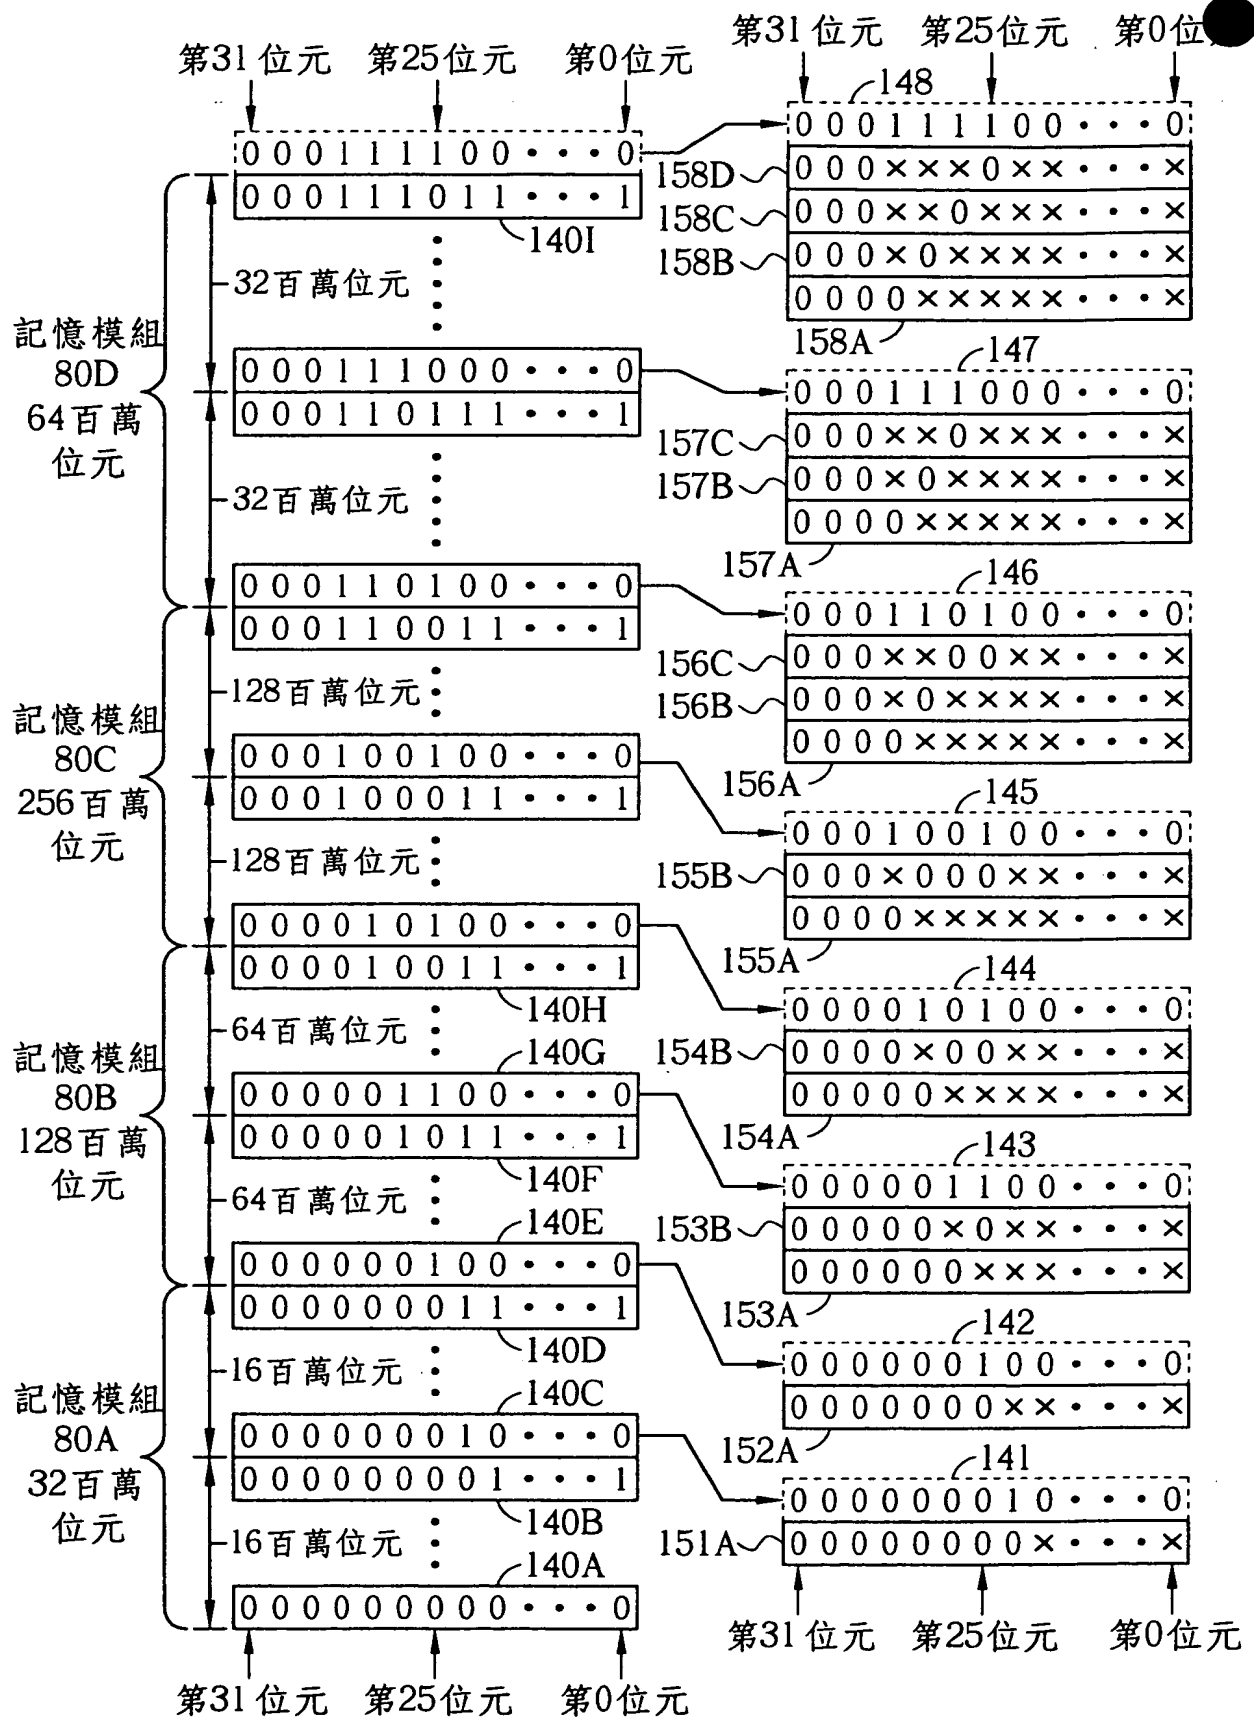 第31位元 第25位元 第0位元
0 0 0 1 1 1 1 0 0 • • • 0
0 0 0 1 1 1 0 1 1 • • • 1
140I
32百萬位元
記憶模組
80D
64百萬
位元
0 0 0 1 1 1 0 0 0 • • • 0
0 0 0 1 1 0 1 1 1 • • • 1
32百萬位元
0 0 0 1 1 0 1 0 0 • • • 0
0 0 0 1 1 0 0 1 1 • • • 1
128百萬位元
記憶模組
80C
256百萬
位元
0 0 0 1 0 0 1 0 0 • • • 0
0 0 0 1 0 0 0 1 1 • • • 1
128百萬位元
0 0 0 0 1 0 1 0 0 • • • 0
0 0 0 0 1 0 0 1 1 • • • 1
140H
64百萬位元
記憶模組
80B
128百萬
位元
140G
0 0 0 0 0 1 1 0 0 • • • 0
0 0 0 0 0 1 0 1 1 • • • 1
140F
64百萬位元
140E
0 0 0 0 0 0 1 0 0 • • • 0
0 0 0 0 0 0 0 1 1 • • • 1
140D
16百萬位元
記憶模組
80A
32百萬
位元
140C
0 0 0 0 0 0 0 1 0 • • • 0
0 0 0 0 0 0 0 0 1 • • • 1
140B
16百萬位元
140A
0 0 0 0 0 0 0 0 0 • • • 0
第31位元 第25位元 第0位元
第31位元 第25位元 第0位
148
0 0 0 1 1 1 1 0 0 • • • 0
158D 0 0 0 × × × 0 × × • • • ×
158C 0 0 0 × × 0 × × × • • • ×
158B 0 0 0 × 0 × × × × • • • ×
0 0 0 0 × × × × × • • • ×
158A
147
0 0 0 1 1 1 0 0 0 • • • 0
157C 0 0 0 × × 0 × × × • • • ×
157B 0 0 0 × 0 × × × × • • • ×
0 0 0 0 × × × × × • • • ×
157A
146
0 0 0 1 1 0 1 0 0 • • • 0
156C 0 0 0 × × 0 0 × × • • • ×
156B 0 0 0 × 0 × × × × • • • ×
0 0 0 0 × × × × × • • • ×
156A
145
0 0 0 1 0 0 1 0 0 • • • 0
155B 0 0 0 × 0 0 0 × × • • • ×
0 0 0 0 × × × × × • • • ×
155A
144
0 0 0 0 1 0 1 0 0 • • • 0
154B 0 0 0 0 × 0 0 × × • • • ×
0 0 0 0 0 × × × × • • • ×
154A
143
0 0 0 0 0 1 1 0 0 • • • 0
153B 0 0 0 0 0 × 0 × × • • • ×
0 0 0 0 0 0 × × × • • • ×
153A
142
0 0 0 0 0 0 1 0 0 • • • 0
0 0 0 0 0 0 0 × × • • • ×
152A
141
0 0 0 0 0 0 0 1 0 • • • 0
151A 0 0 0 0 0 0 0 0 × • • • ×
第31位元 第25位元 第0位元